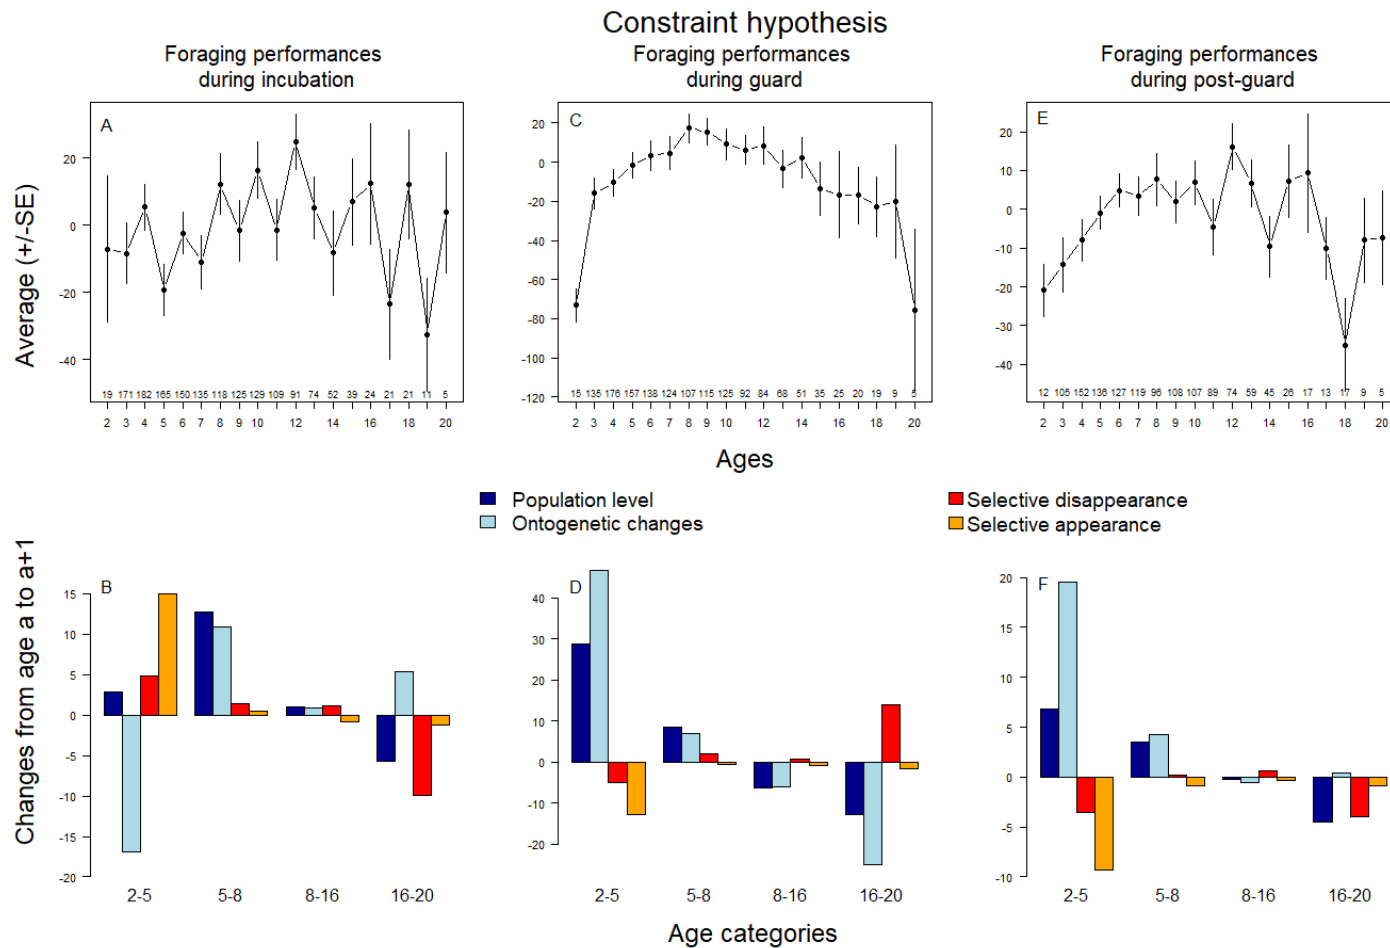 Constraint hypothesis
Foraging performances
during incubation
Foraging performances
during guard
Foraging performances
during post-guard
Average (+/-SE)
A
20
0
-20
-40
19 171 182 165 150 135 118 125 129 109 91 74 52 39 24 21 21 11 5
2 3 4 5 6 7 8 9 10 12 14 16 18 20
C
20
0
-20
-40
-60
-80
-100
-120
15 135 176 157 138 124 107 115 125 92 84 68 51 35 25 20 19 9 5
2 3 4 5 6 7 8 9 10 12 14 16 18 20
E
20
10
0
-10
-20
-30
-40
12 105 152 136 127 119 96 108 107 89 74 59 45 26 17 13 17 9 5
2 3 4 5 6 7 8 9 10 12 14 16 18 20
Ages
Population level
Ontogenetic changes
Selective disappearance
Selective appearance
Changes from age a to a+1
B
15
10
5
0
-5
-10
-15
-20
2-5 5-8 8-16 16-20
D
40
30
20
10
0
-10
-20
2-5 5-8 8-16 16-20
F
20
15
10
5
0
-5
-10
2-5 5-8 8-16 16-20
Age categories